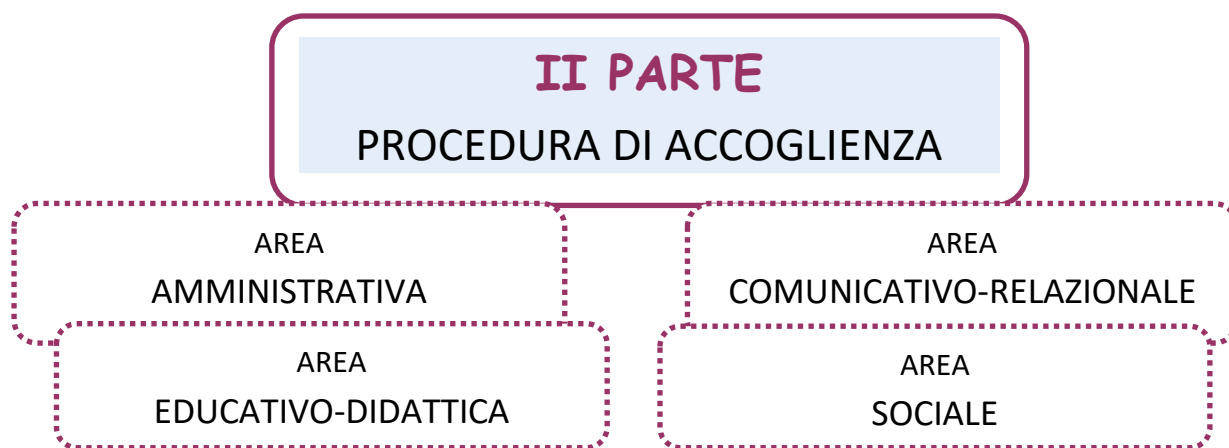 II PARTE
PROCEDURA DI ACCOGLIENZA
AREA
AMMINISTRATIVA
AREA
COMUNICATIVO-RELAZIONALE
AREA
EDUCATIVO-DIDATTICA
AREA
SOCIALE